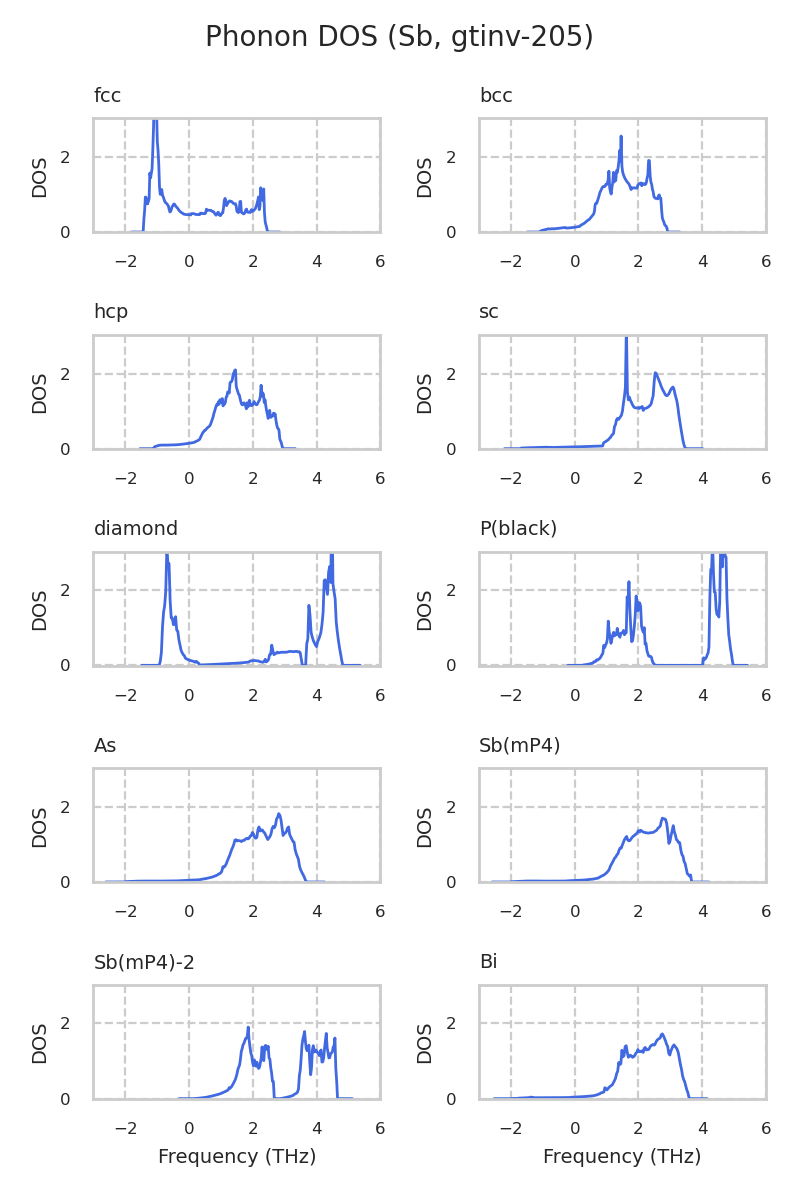 Phonon DOS (Sb, gtinv-205)
fcc
bcc
DOS
2
0
−2 0 2 4 6
DOS
2
0
−2 0 2 4 6
hcp
sc
DOS
2
0
−2 0 2 4 6
DOS
2
0
−2 0 2 4 6
diamond
P(black)
DOS
2
0
−2 0 2 4 6
DOS
2
0
−2 0 2 4 6
As
Sb(mP4)
DOS
2
0
−2 0 2 4 6
DOS
2
0
−2 0 2 4 6
Sb(mP4)-2
Bi
DOS
2
0
−2 0 2 4 6
Frequency (THz)
DOS
2
0
−2 0 2 4 6
Frequency (THz)